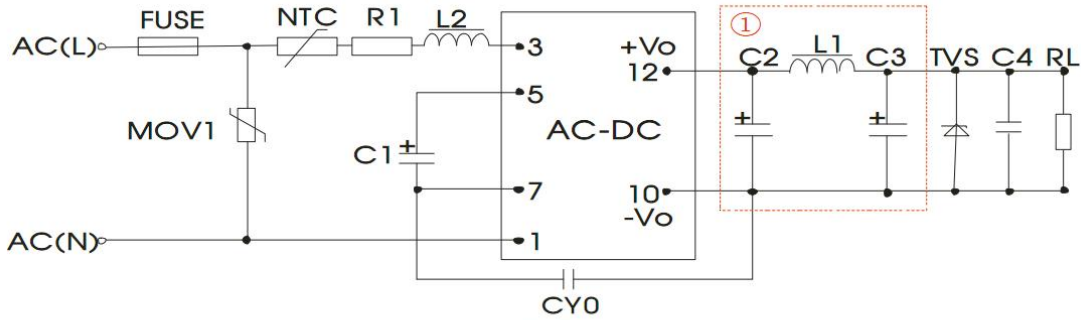 FUSE NTC R1 L2
AC(L)
MOV1
AC(N)
3
5
7
1
C1
AC-DC
+Vo
12
10
-Vo
CY0
①
C2 L1 C3 TVS C4 RL
+
+
+